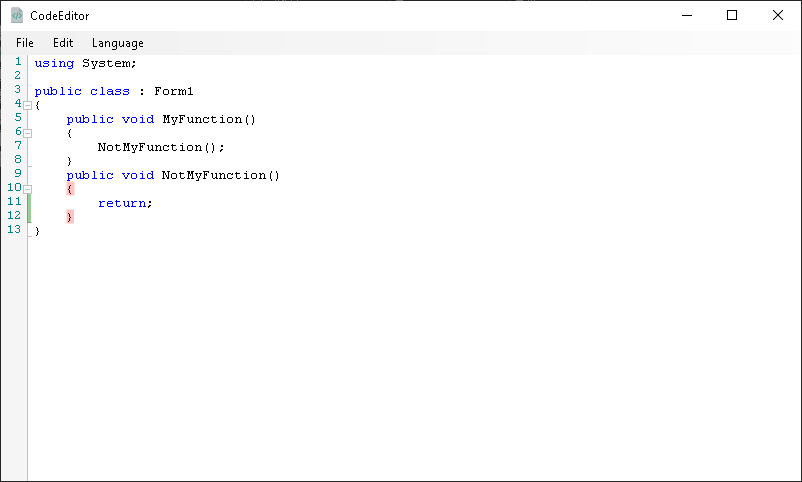 CodeEditor
File Edit Language
1 using System;
2
3 public class : Form1
4 {
5     public void MyFunction()
6     {
7         NotMyFunction();
8     }
9     public void NotMyFunction()
10     {
11         return;
12     }
13 }